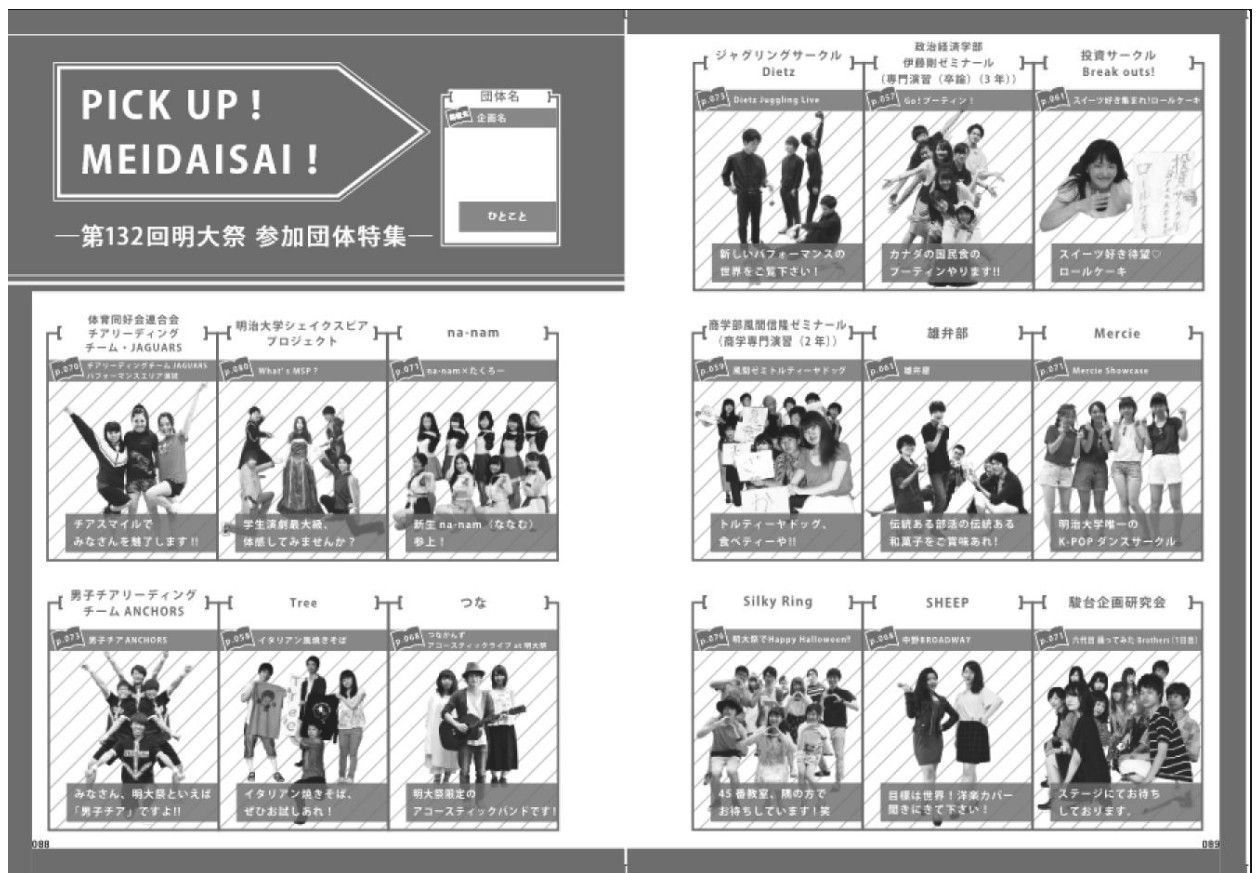 PICK UP !
MEIDAISAI !
―第132回明大祭 参加団体特集―
団体名
掲載頁
企画名
ひとこと
体育同好会連合会
チアリーディング
チーム・JAGUARS
p.070
チアリーディングチーム JAGUARS
パフォーマンスエリア演技
チアスマイルで
みなさんを魅了します!!
明治大学シェイクスピア
プロジェクト
p.080
What's MSP ?
学生演劇最大級、
体感してみませんか？
na-nam
p.071
na-nam×たくろー
新生 na-nam（ななむ）
参上！
男子チアリーディング
チーム ANCHORS
p.073
男子チア ANCHORS
みなさん、明大祭といえば
「男子チア」ですよ!!
Tree
p.058
イタリアン風焼きそば
イタリアン焼きそば、
ぜひお試しあれ！
つな
p.068
つなかんず
アコースティックライブ at 明大祭
明大祭限定の
アコースティックバンドです！
088
ジャグリングサークル
Dietz
p.073
Dietz Juggling Live
新しいパフォーマンスの
世界をご覧下さい！
政治経済学部
伊藤剛ゼミナール
（専門演習（卒論）（3 年））
p.057
Go! プーティン！
カナダの国民食の
プーティンやります!!
投資サークル
Break outs!
p.061
スイーツ好き集まれ!ロールケーキ
ロールケーキ
スイーツ好き待望♡
ロールケーキ
商学部風間信隆ゼミナール
（商学専門演習（2 年））
p.059
風間ゼミトルティーヤドッグ
トルティーヤドッグ、
食べティーや!!
雄弁部
p.061
雄弁部
伝統ある部活の伝統ある
和菓子をご賞味あれ！
Mercie
p.071
Mercie Showcase
明治大学唯一の
K-POP ダンスサークル
Silky Ring
p.076
明大祭でHappy Halloween!!
45 番教室、隅の方で
お待ちしています！笑
SHEEP
p.068
中野BROADWAY
目標は世界！洋楽カバー
聞きにきて下さい！
駿台企画研究会
p.071
六代目 踊ってみた Brothers（1日目）
ステージにてお待ち
しております。
089